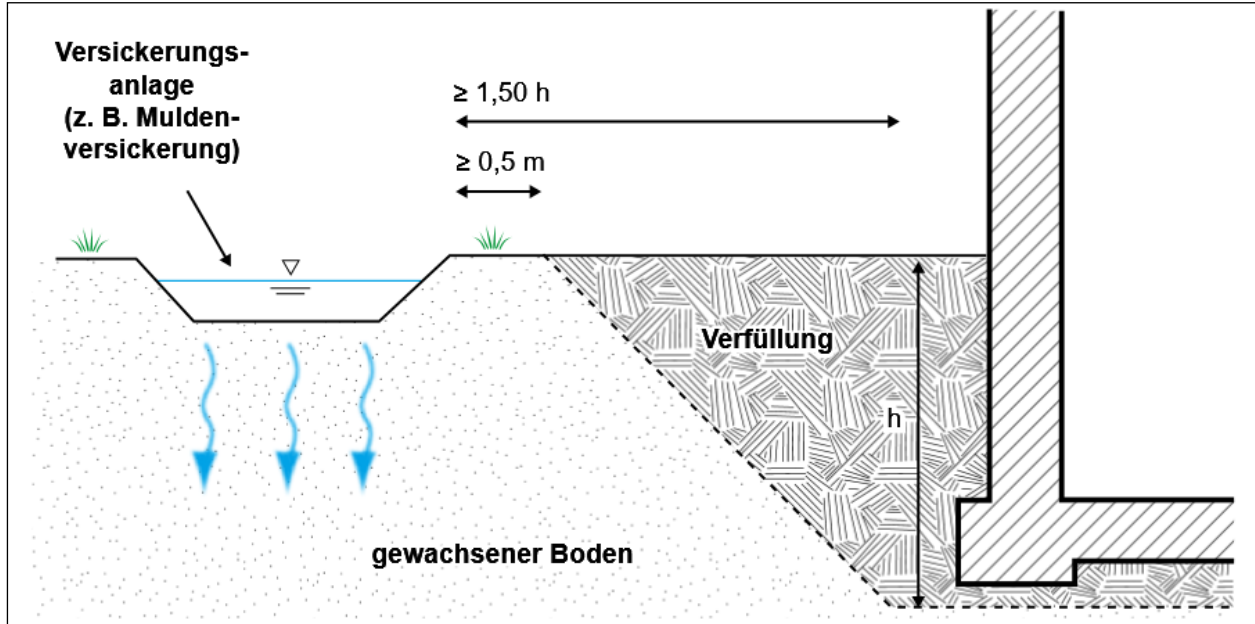 Versickerungs-
anlage
(z. B. Mulden-
versickerung)
≥ 1,50 h
≥ 0,5 m
Verfüllung
h
gewachsener Boden